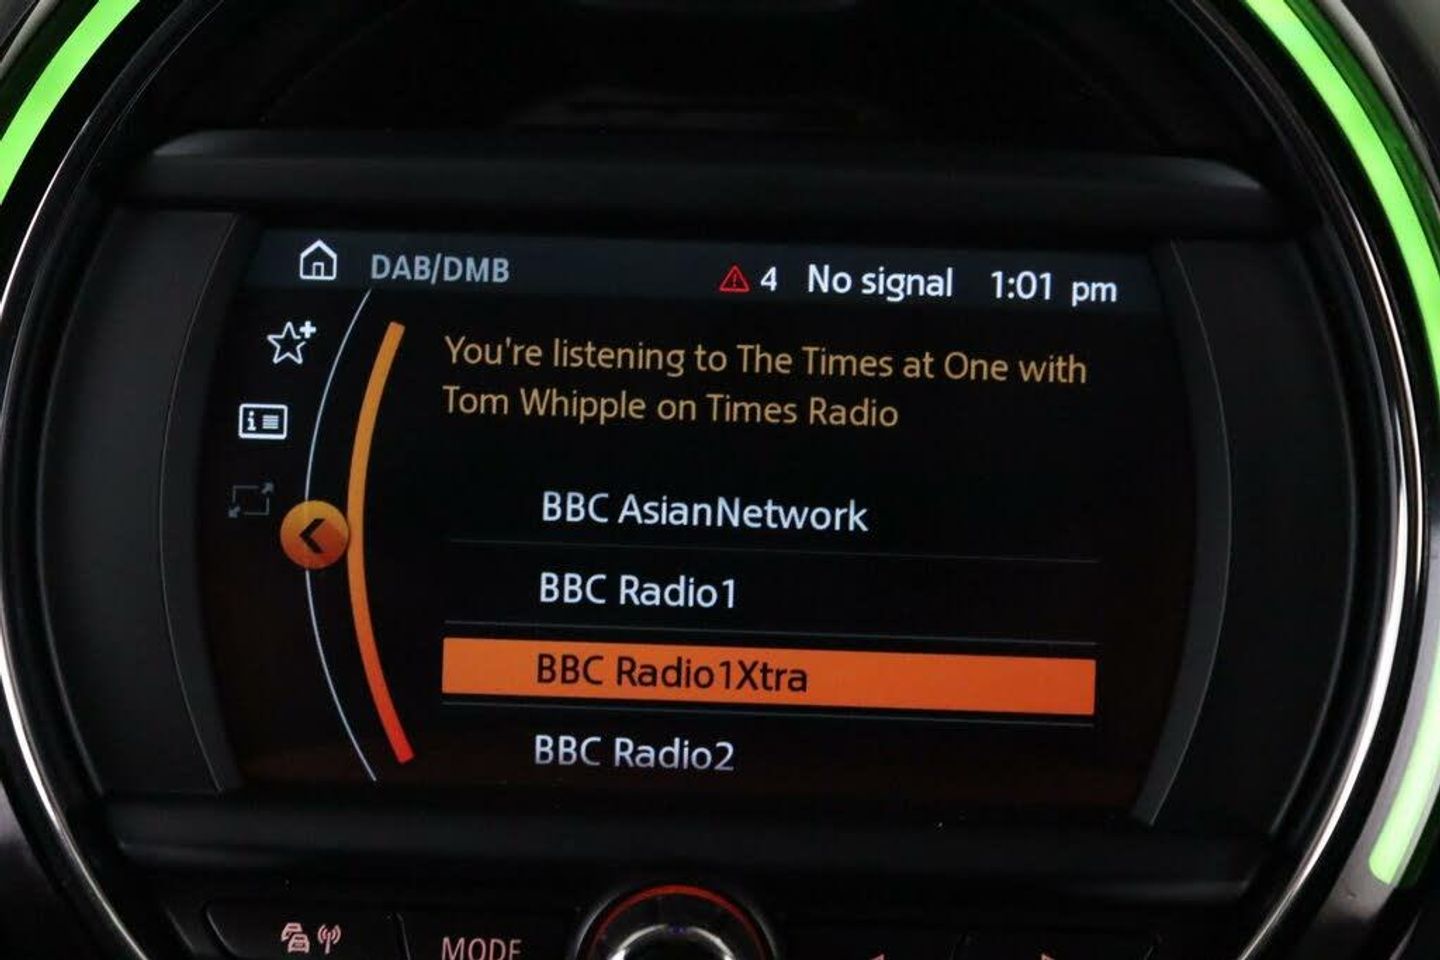 DAB/DMB 4 No signal 1:01 pm
You're listening to The Times at One with
Tom Whipple on Times Radio
BBC AsianNetwork
BBC Radio1
BBC Radio1Xtra
BBC Radio2
MODE